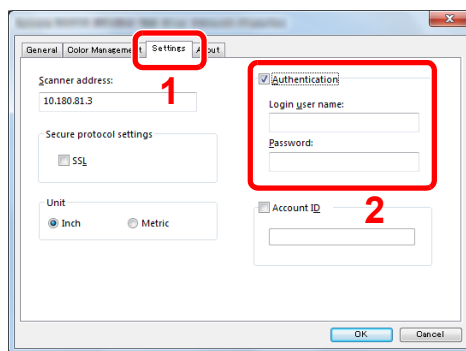 General
Color Management
Settings
About
1
Scanner address:
10.180.81.3
Secure protocol settings
SSL
Unit
Inch
Metric
Authentication
Login user name:
Password:
2
Account ID
OK
Cancel